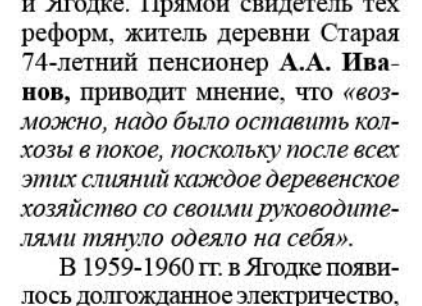 и Ягодке. Прямой свидетель тех
реформ, житель деревни Старая
74-летний пенсионер А.А. Ива-
нов, приводит мнение, что «воз-
можно, надо было оставить кол-
хозы в покое, поскольку после всех
этих слияний каждое деревенское
хозяйство со своими руководите-
лями тянуло одеяло на себя».
В 1959-1960 гг. в Ягодке появи-
лось долгожданное электричество,